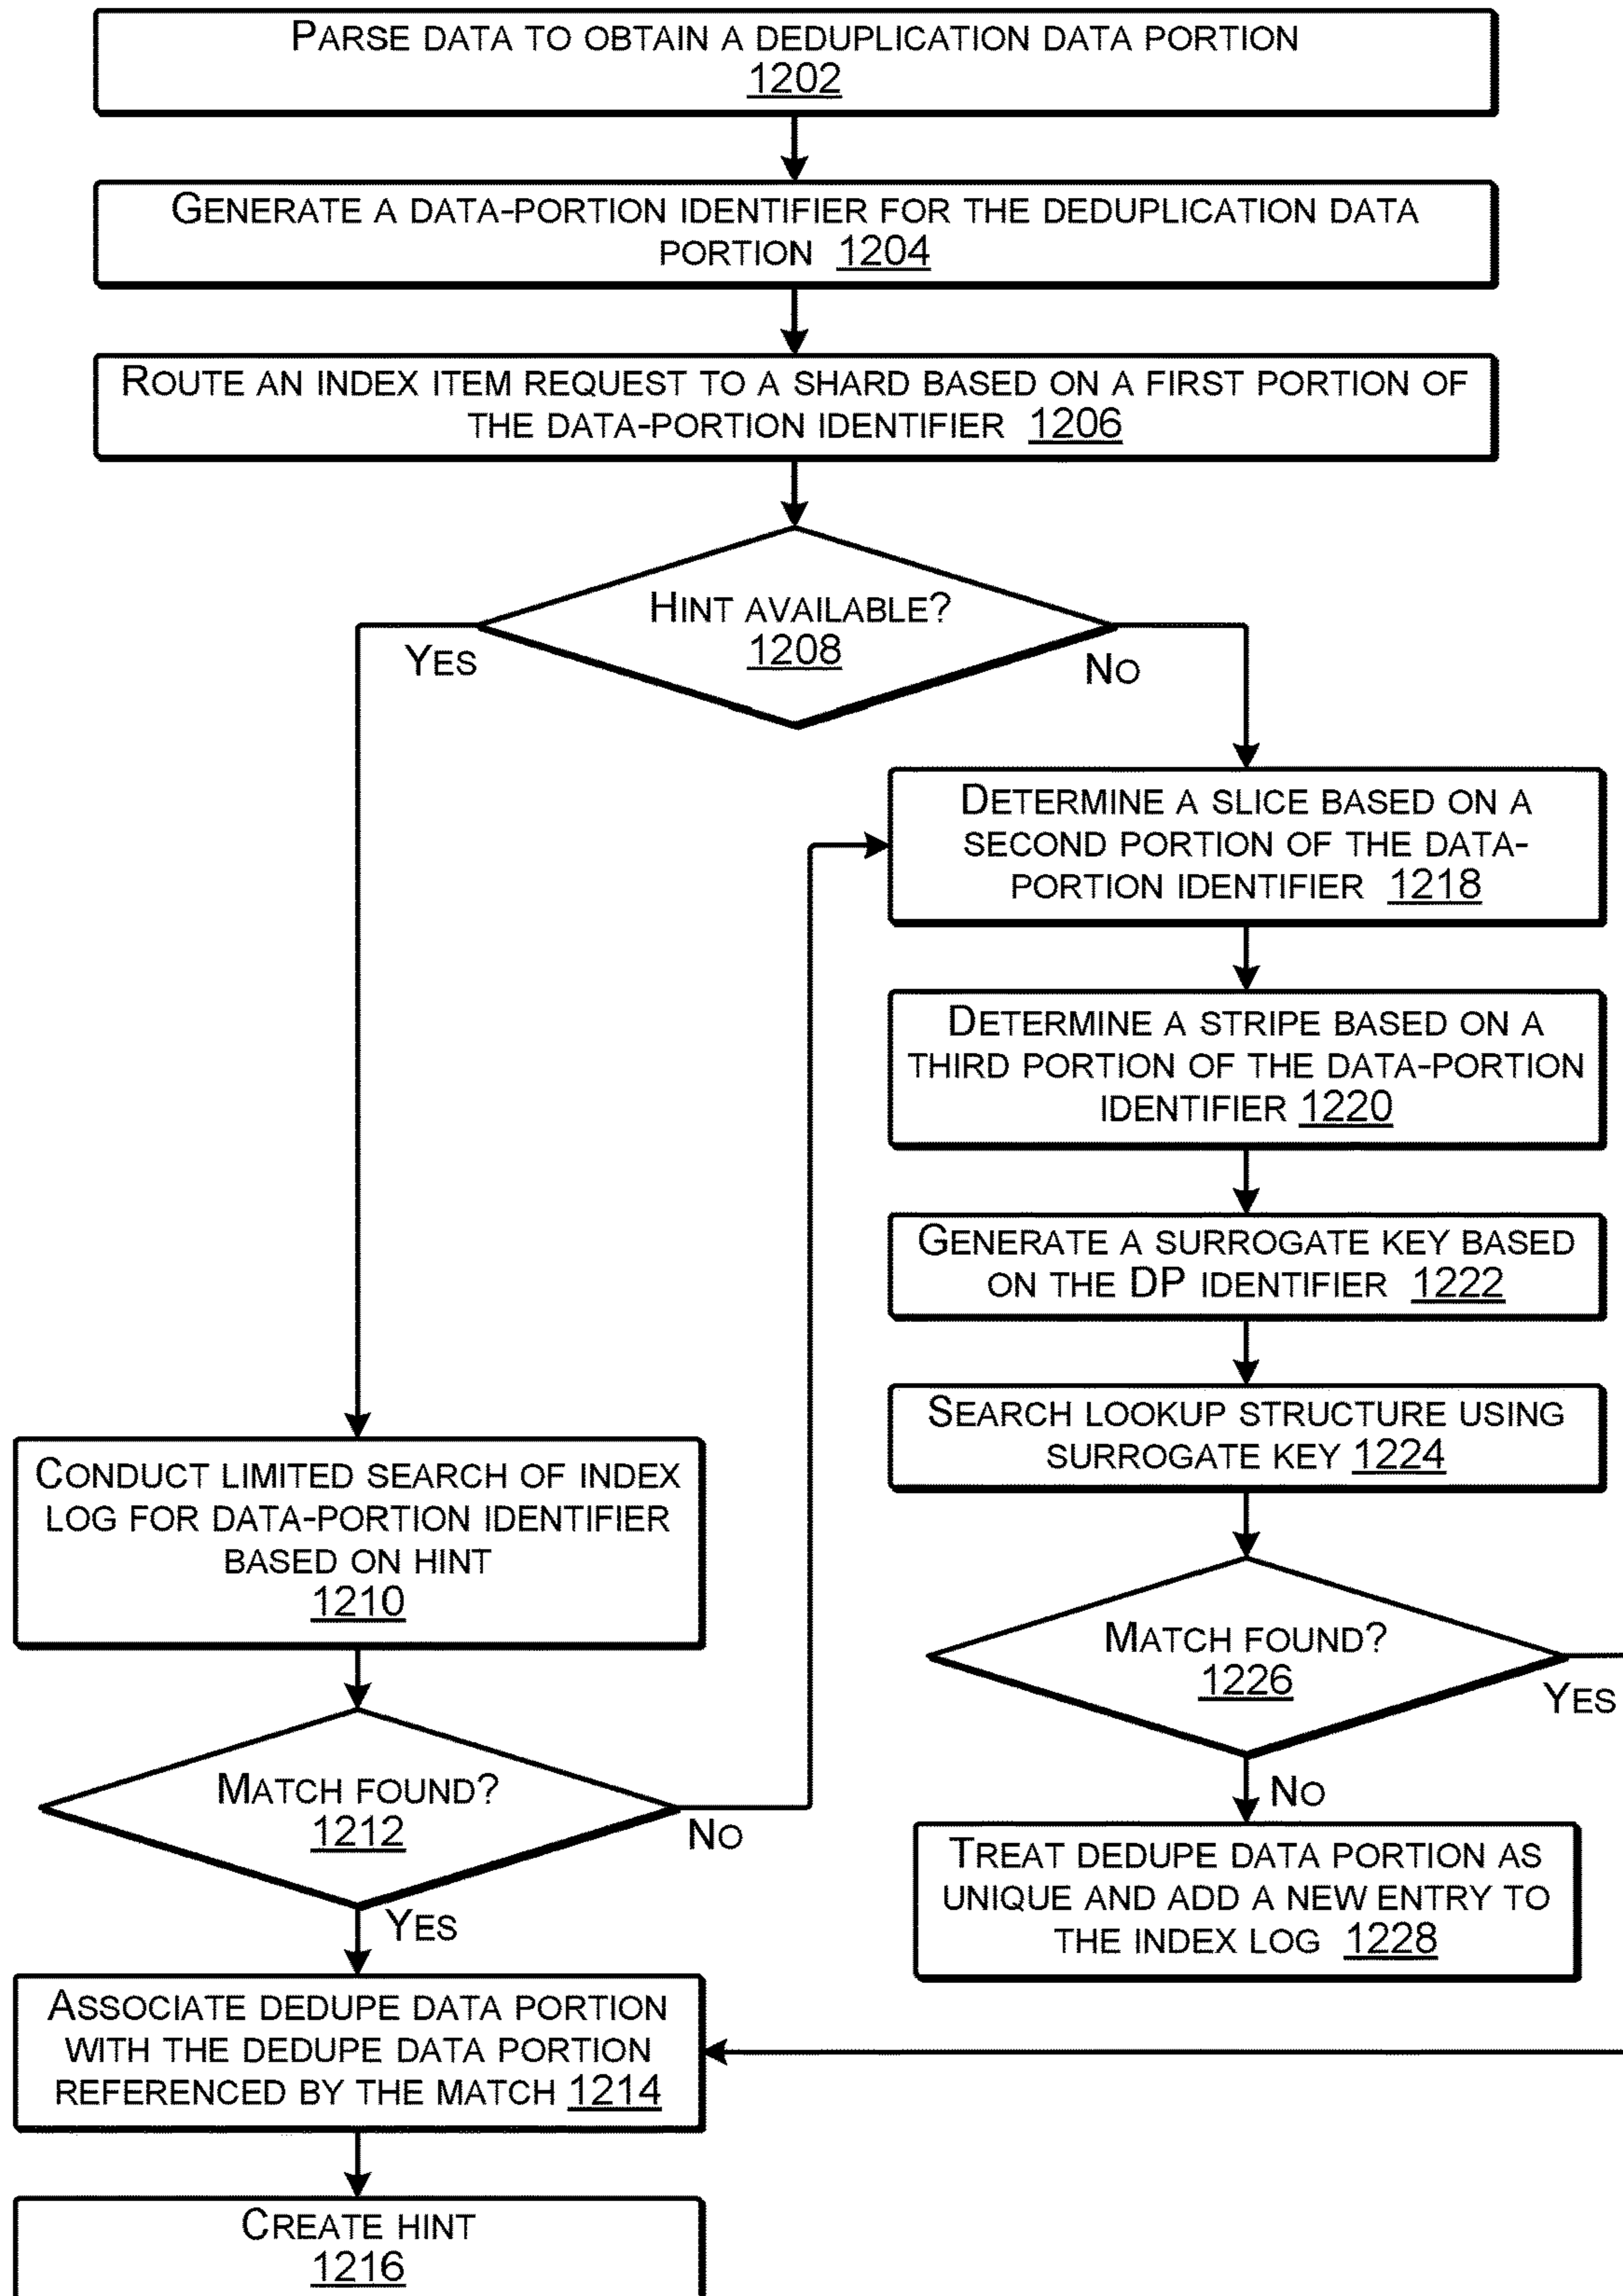 PARSE DATA TO OBTAIN A DEDUPLICATION DATA PORTION
1202
GENERATE A DATA-PORTION IDENTIFIER FOR THE DEDUPLICATION DATA
PORTION 1204
ROUTE AN INDEX ITEM REQUEST TO A SHARD BASED ON A FIRST PORTION OF
THE DATA-PORTION IDENTIFIER 1206
HINT AVAILABLE?
1208
YES
NO
DETERMINE A SLICE BASED ON A
SECOND PORTION OF THE DATA-
PORTION IDENTIFIER 1218
DETERMINE A STRIPE BASED ON A
THIRD PORTION OF THE DATA-PORTION
IDENTIFIER 1220
GENERATE A SURROGATE KEY BASED
ON THE DP IDENTIFIER 1222
SEARCH LOOKUP STRUCTURE USING
SURROGATE KEY 1224
MATCH FOUND?
1226
YES
NO
TREAT DEDUPE DATA PORTION AS
UNIQUE AND ADD A NEW ENTRY TO
THE INDEX LOG 1228
CONDUCT LIMITED SEARCH OF INDEX
LOG FOR DATA-PORTION IDENTIFIER
BASED ON HINT
1210
MATCH FOUND?
1212
NO
YES
ASSOCIATE DEDUPE DATA PORTION
WITH THE DEDUPE DATA PORTION
REFERENCED BY THE MATCH 1214
CREATE HINT
1216